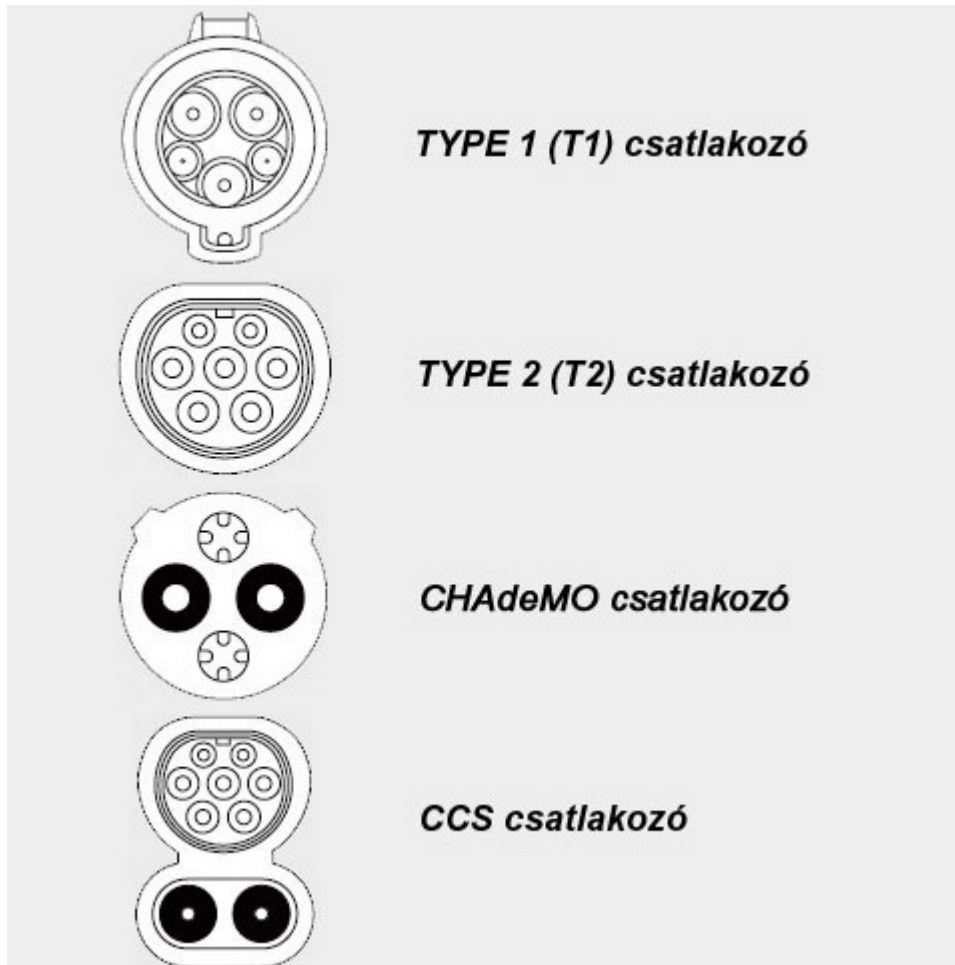 TYPE 1 (T1) csatlakozó
TYPE 2 (T2) csatlakozó
CHAdeMO csatlakozó
CCS csatlakozó